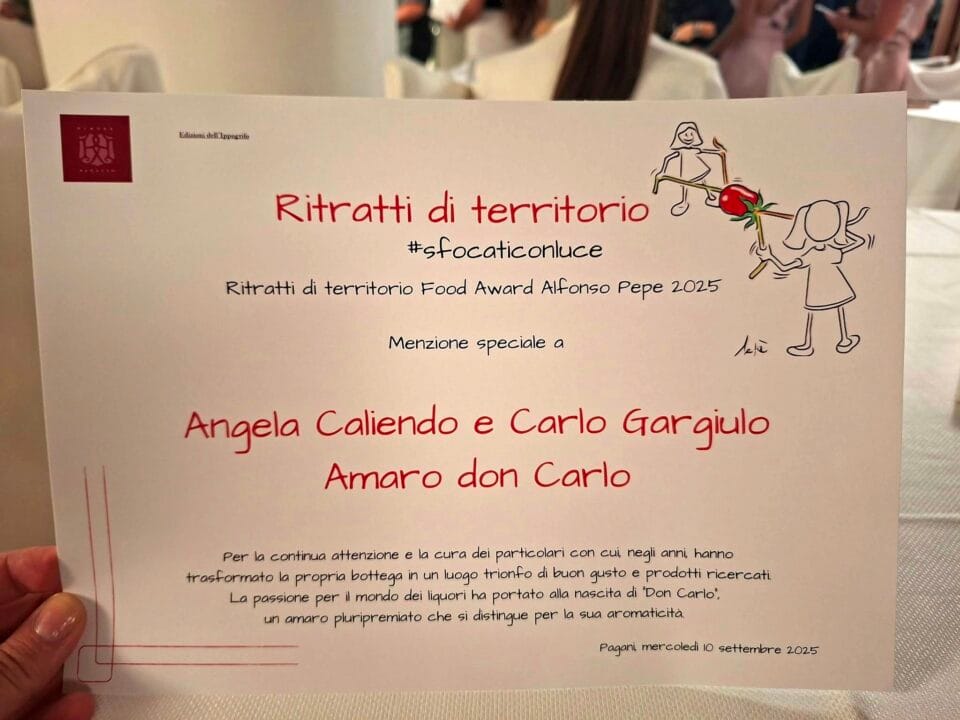 Edizioni dell'Ippogrifo
Ritratti di territorio
#sfocaticonluce
Ritratti di territorio Food Award Alfonso Pepe 2025
Menzione speciale a
Angela Caliendo e Carlo Gargiulo
Amaro don Carlo
Per la continua attenzione e la cura dei particolari con cui, negli anni, hanno
trasformato la propria bottega in un luogo trionfo di buon gusto e prodotti ricercati.
La passione per il mondo dei liquori ha portato alla nascita di "Don Carlo",
un amaro pluripremiato che si distingue per la sua aromaticità.
Pagani, mercoledì 10 settembre 2025